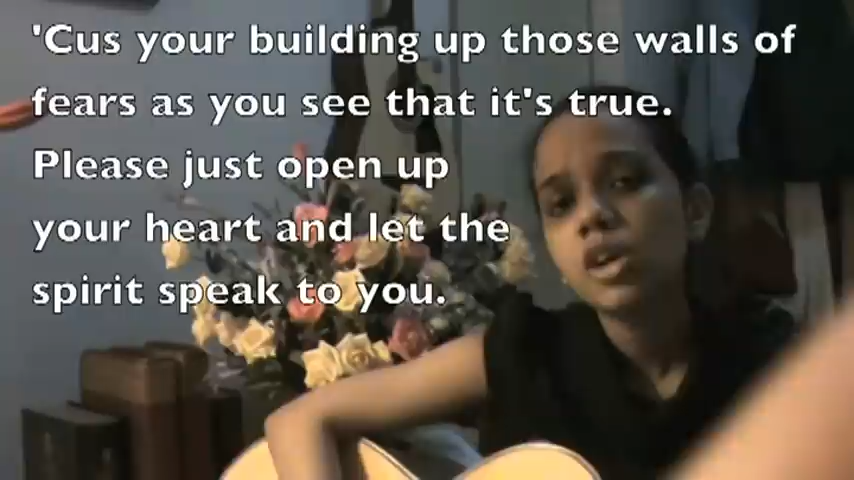 'Cus your building up those walls of
fears as you see that it's true.
Please just open up
your heart and let the
spirit speak to you.